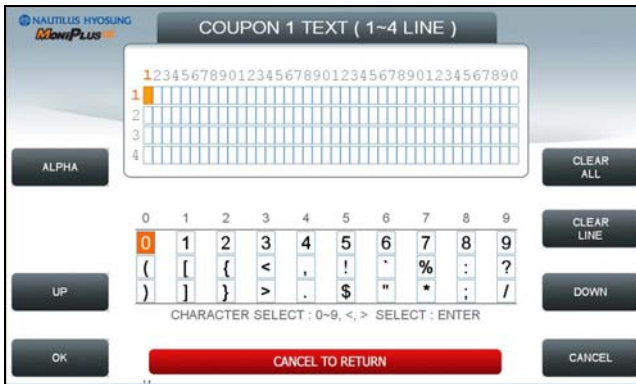 NAUTILUS HYOSUNG
MoniPlus CE
COUPON 1 TEXT ( 1~4 LINE )
1234567890123456789012345678901234567890
1
2
3
4
ALPHA
CLEAR
ALL
0 1 2 3 4 5 6 7 8 9
CLEAR
LINE
0 1 2 3 4 5 6 7 8 9
( [ { < , ! ` % : ?
) ] } > . $ " * ; /
UP
DOWN
CHARACTER SELECT : 0~9, <, > SELECT : ENTER
OK
CANCEL TO RETURN
CANCEL